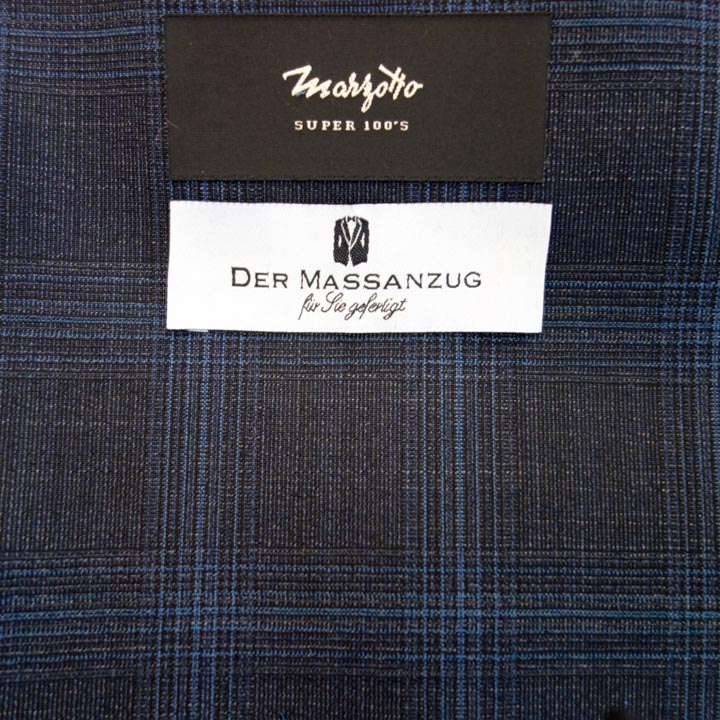 Marzotto
SUPER 100'S
DER MASSANZUG
für Sie gefertigt